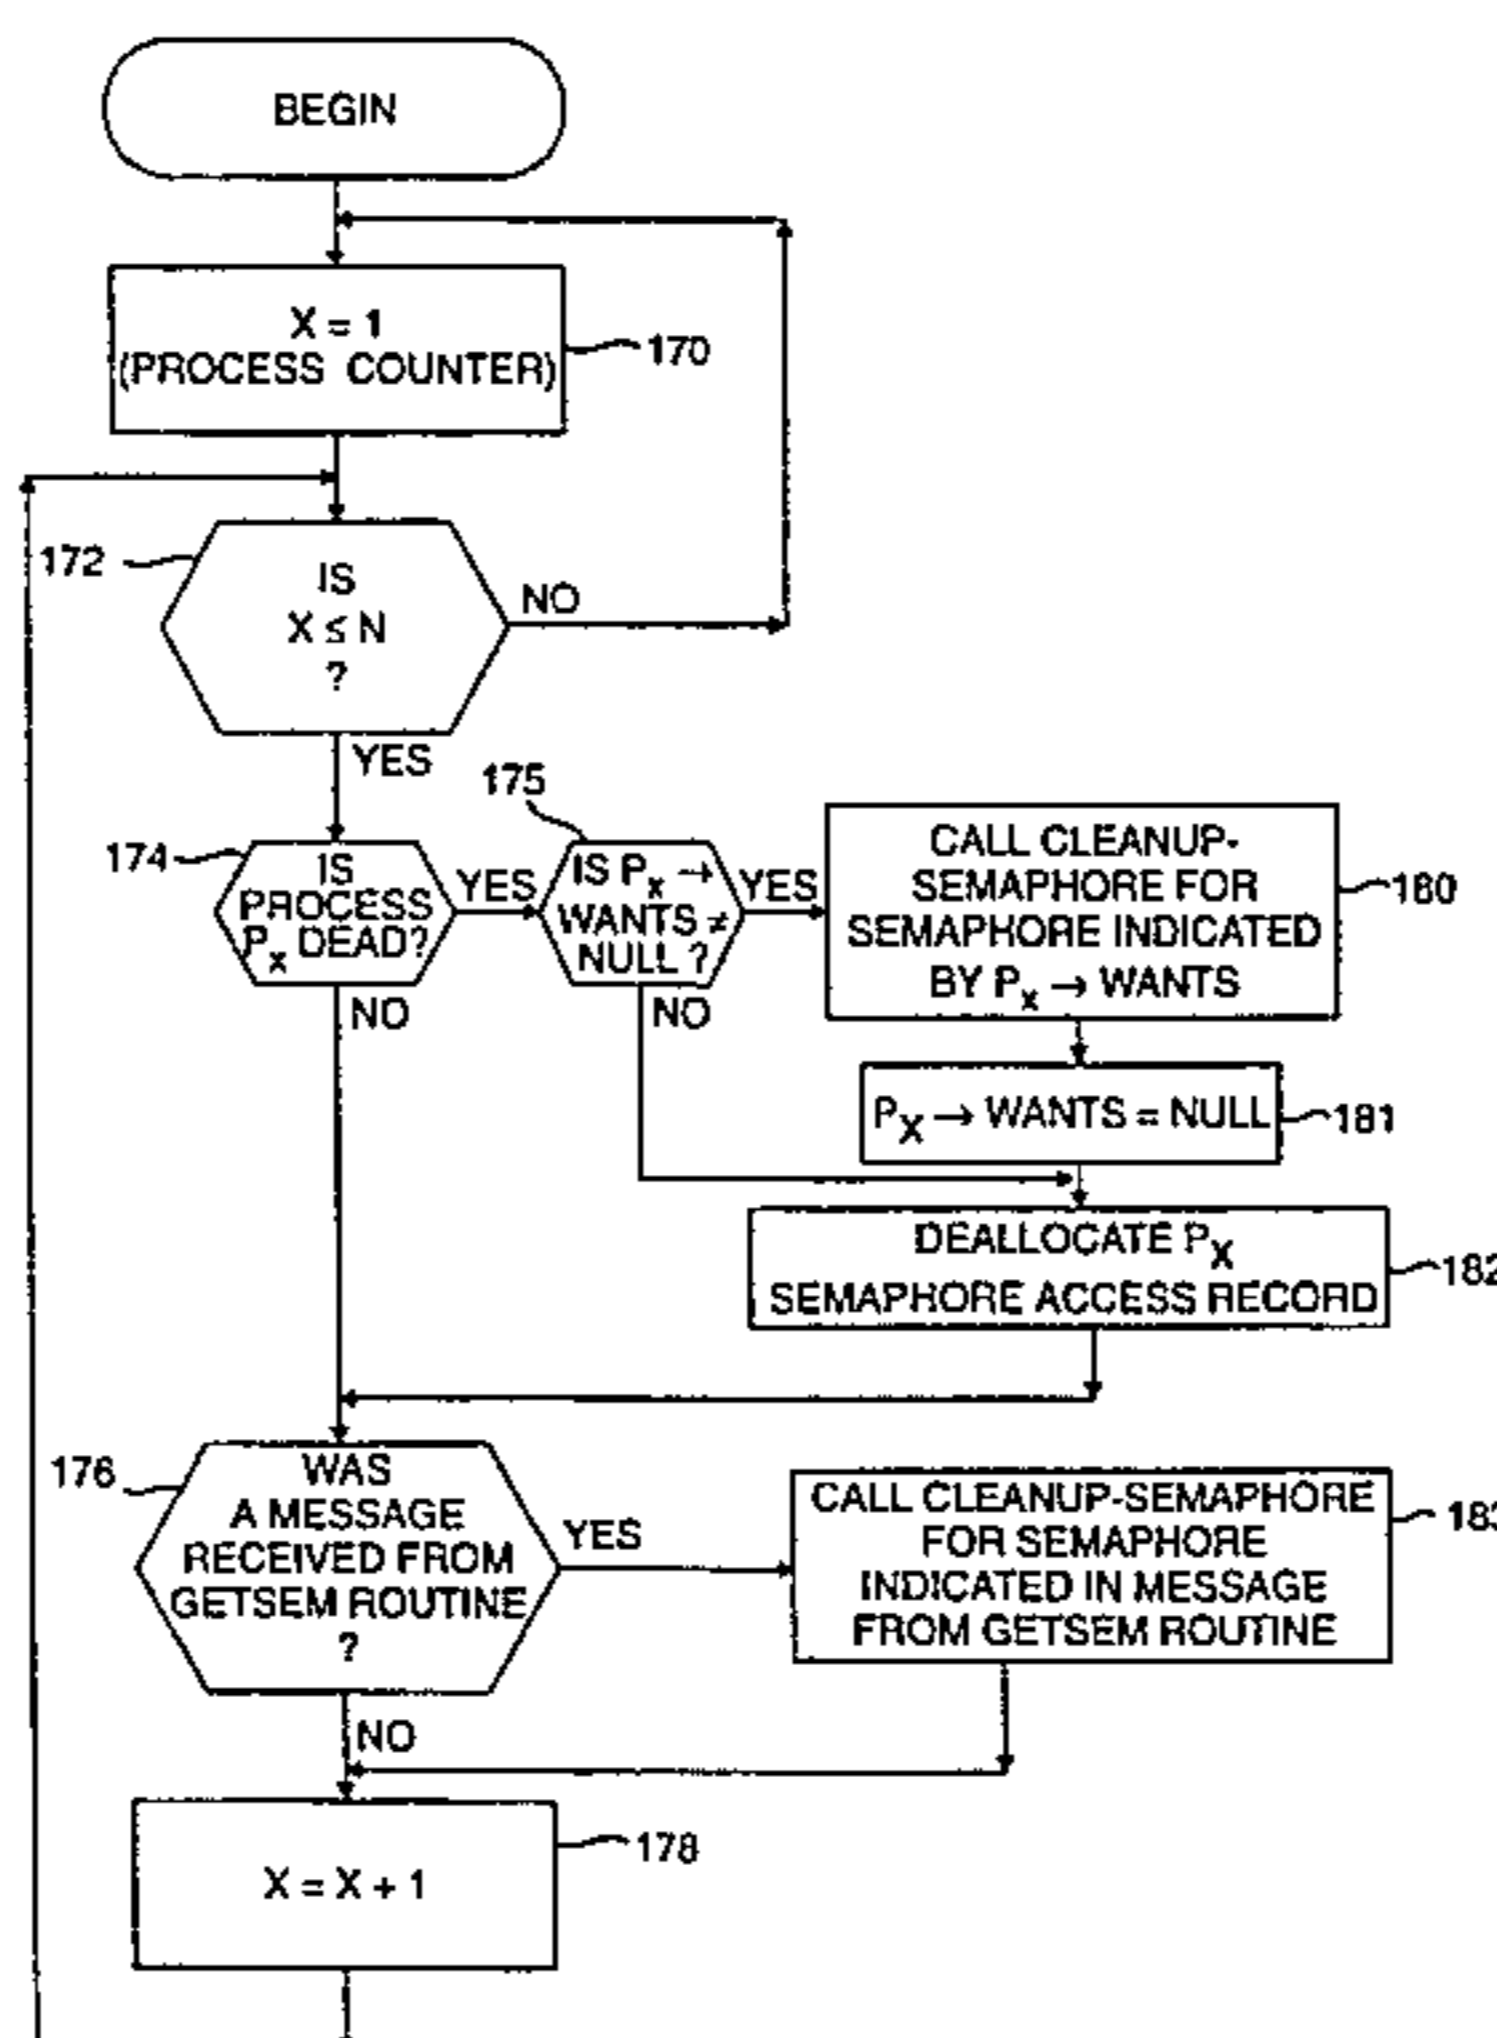 BEGIN
X = 1
(PROCESS COUNTER)
170
172
IS
X ≤ N
?
NO
YES
174
IS
PROCESS
Px DEAD?
YES
NO
175
IS Px →
WANTS ≠
NULL ?
YES
NO
CALL CLEANUP-
SEMAPHORE FOR
SEMAPHORE INDICATED
BY Px → WANTS
180
PX → WANTS = NULL
181
DEALLOCATE PX
SEMAPHORE ACCESS RECORD
182
176
WAS
A MESSAGE
RECEIVED FROM
GETSEM ROUTINE
?
YES
NO
CALL CLEANUP-SEMAPHORE
FOR SEMAPHORE
INDICATED IN MESSAGE
FROM GETSEM ROUTINE
183
X = X + 1
178